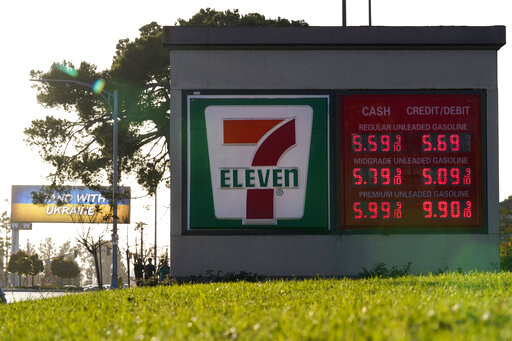 7
ELEVEN
®
CASH CREDIT/DEBIT
REGULAR UNLEADED GASOLINE
5.59 9/10 5.69 9/10
MIDGRADE UNLEADED GASOLINE
5.79 9/10 5.09 9/10
PREMIUM UNLEADED GASOLINE
5.99 9/10 9.90 9/10
AND WITH
UKRAINE